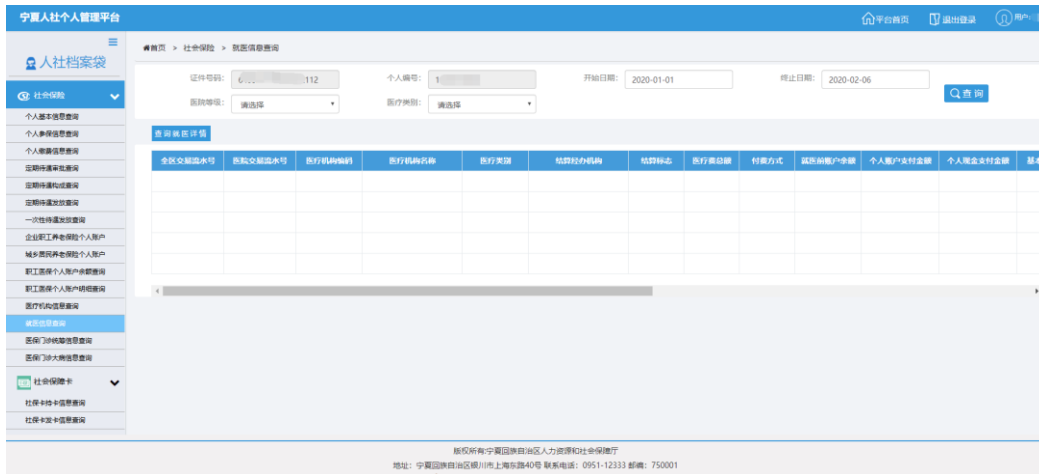 宁夏人社个人管理平台
平台首页 退出登录 用户:
人社档案袋
首页 > 社会保险 > 就医信息查询
证件号码: 112 个人编号: 1 开始日期: 2020-01-01 终止日期: 2020-02-06
医院等级: 请选择 医疗类别: 请选择 查询
查询就医详情
全区交易流水号 医院交易流水号 医疗机构编码 医疗机构名称 医疗类别 结算经办机构 结算标志 医疗费总额 付费方式 就医前账户余额 个人账户支付金额 个人现金支付金额 基本
社会保险
个人基本信息查询
个人参保信息查询
个人缴费信息查询
定期待遇审批查询
定期待遇构成查询
定期待遇发放查询
一次性待遇发放查询
企业职工养老保险个人账户
城乡居民养老保险个人账户
职工医保个人账户余额查询
职工医保个人账户明细查询
医疗机构信息查询
就医信息查询
医保门诊统筹信息查询
医保门诊大病信息查询
社会保障卡
社保卡持卡信息查询
社保卡发卡信息查询
版权所有:宁夏回族自治区人力资源和社会保障厅
地址: 宁夏回族自治区银川市上海东路40号 联系电话: 0951-12333 邮编: 750001